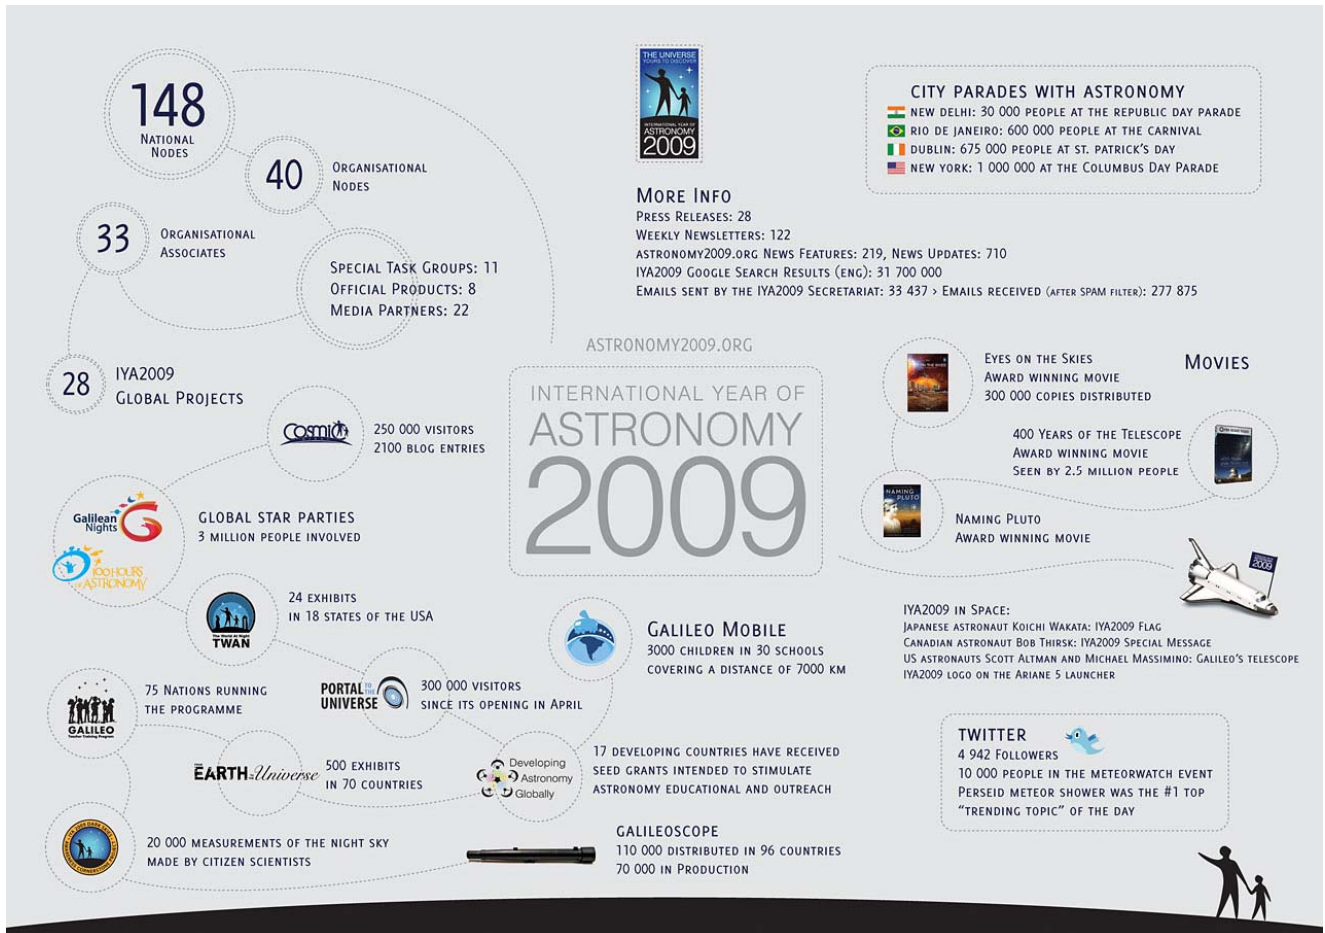 148
NATIONAL
NODES
40
ORGANISATIONAL
NODES
33
ORGANISATIONAL
ASSOCIATES
SPECIAL TASK GROUPS: 11
OFFICIAL PRODUCTS: 8
MEDIA PARTNERS: 22
28
IYA2009
GLOBAL PROJECTS
THE UNIVERSE
YOURS TO DISCOVER
INTERNATIONAL YEAR OF
ASTRONOMY
2009
MORE INFO
PRESS RELEASES: 28
WEEKLY NEWSLETTERS: 122
ASTRONOMY2009.ORG NEWS FEATURES: 219, NEWS UPDATES: 710
IYA2009 GOOGLE SEARCH RESULTS (ENG): 31 700 000
EMAILS SENT BY THE IYA2009 SECRETARIAT: 33 437 > EMAILS RECEIVED (AFTER SPAM FILTER): 277 875
CITY PARADES WITH ASTRONOMY
NEW DELHI: 30 000 PEOPLE AT THE REPUBLIC DAY PARADE
RIO DE JANEIRO: 600 000 PEOPLE AT THE CARNIVAL
DUBLIN: 675 000 PEOPLE AT ST. PATRICK'S DAY
NEW YORK: 1 000 000 AT THE COLUMBUS DAY PARADE
ASTRONOMY2009.ORG
INTERNATIONAL YEAR OF
ASTRONOMY
2009
EYES ON THE SKIES
AWARD WINNING MOVIE
300 000 COPIES DISTRIBUTED
MOVIES
400 YEARS OF THE TELESCOPE
AWARD WINNING MOVIE
SEEN BY 2.5 MILLION PEOPLE
NAMING
PLUTO
NAMING PLUTO
AWARD WINNING MOVIE
2009
IYA2009 IN SPACE:
JAPANESE ASTRONAUT KOICHI WAKATA: IYA2009 FLAG
CANADIAN ASTRONAUT BOB THIRSK: IYA2009 SPECIAL MESSAGE
US ASTRONAUTS SCOTT ALTMAN AND MICHAEL MASSIMINO: GALILEO'S TELESCOPE
IYA2009 LOGO ON THE ARIANE 5 LAUNCHER
COSMIC
250 000 VISITORS
2100 BLOG ENTRIES
Galilean
Nights
100 HOURS
OF ASTRONOMY
GLOBAL STAR PARTIES
3 MILLION PEOPLE INVOLVED
The World At Night
TWAN
24 EXHIBITS
IN 18 STATES OF THE USA
GALILEO
Teacher Training Program
75 NATIONS RUNNING
THE PROGRAMME
PORTAL TO THE
UNIVERSE
300 000 VISITORS
SINCE ITS OPENING IN APRIL
GALILEO MOBILE
3000 CHILDREN IN 30 SCHOOLS
COVERING A DISTANCE OF 7000 KM
EARTH Universe
500 EXHIBITS
IN 70 COUNTRIES
Developing
Astronomy
Globally
17 DEVELOPING COUNTRIES HAVE RECEIVED
SEED GRANTS INTENDED TO STIMULATE
ASTRONOMY EDUCATIONAL AND OUTREACH
20 000 MEASUREMENTS OF THE NIGHT SKY
MADE BY CITIZEN SCIENTISTS
GALILEOSCOPE
110 000 DISTRIBUTED IN 96 COUNTRIES
70 000 IN PRODUCTION
TWITTER
4 942 FOLLOWERS
10 000 PEOPLE IN THE METEORWATCH EVENT
PERSEID METEOR SHOWER WAS THE #1 TOP
"TRENDING TOPIC" OF THE DAY